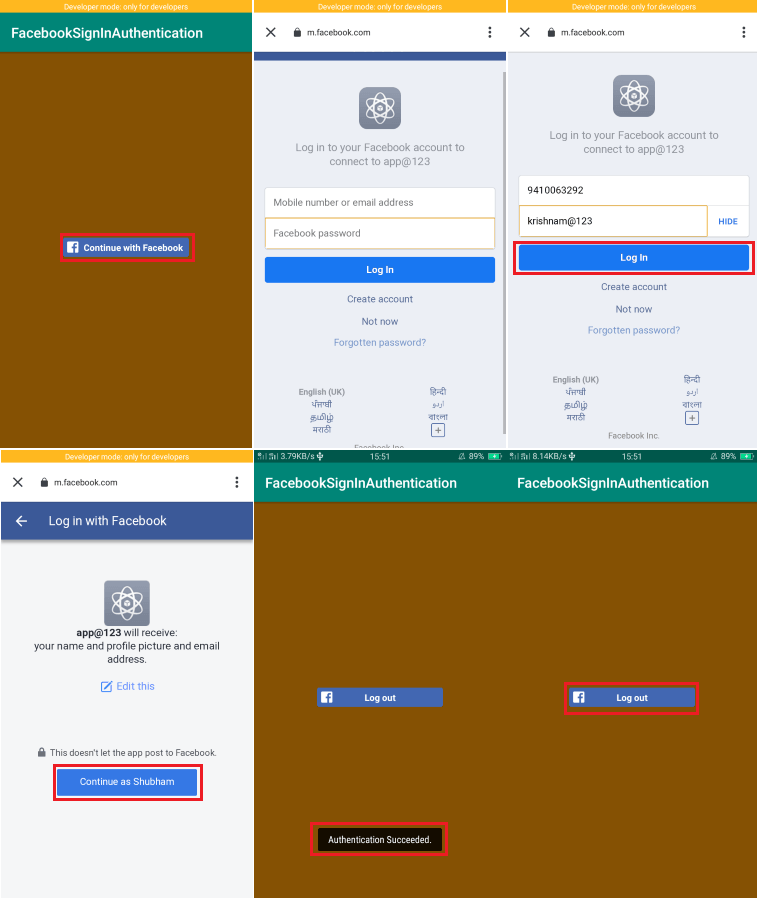 Developer mode: only for developers
FacebookSignInAuthentication
Continue with Facebook
Developer mode: only for developers
m.facebook.com
Log in to your Facebook account to
connect to app@123
Mobile number or email address
Facebook password
Log In
Create account
Not now
Forgotten password?
English (UK)
हिन्दी
ਪੰਜਾਬੀ
اردو
தமிழ்
বাংলা
मराठी
+
Facebook Inc.
Developer mode: only for developers
m.facebook.com
Log in to your Facebook account to
connect to app@123
9410063292
krishnam@123
HIDE
Log In
Create account
Not now
Forgotten password?
English (UK)
हिन्दी
ਪੰਜਾਬੀ
اردو
தமிழ்
বাংলা
मराठी
+
Facebook Inc.
Developer mode: only for developers
m.facebook.com
Log in with Facebook
app@123 will receive:
your name and profile picture and email
address.
Edit this
This doesn't let the app post to Facebook.
Continue as Shubham
3.79KB/s 15:51 89%
FacebookSignInAuthentication
Log out
Authentication Succeeded.
8.14KB/s 15:51 89%
FacebookSignInAuthentication
Log out